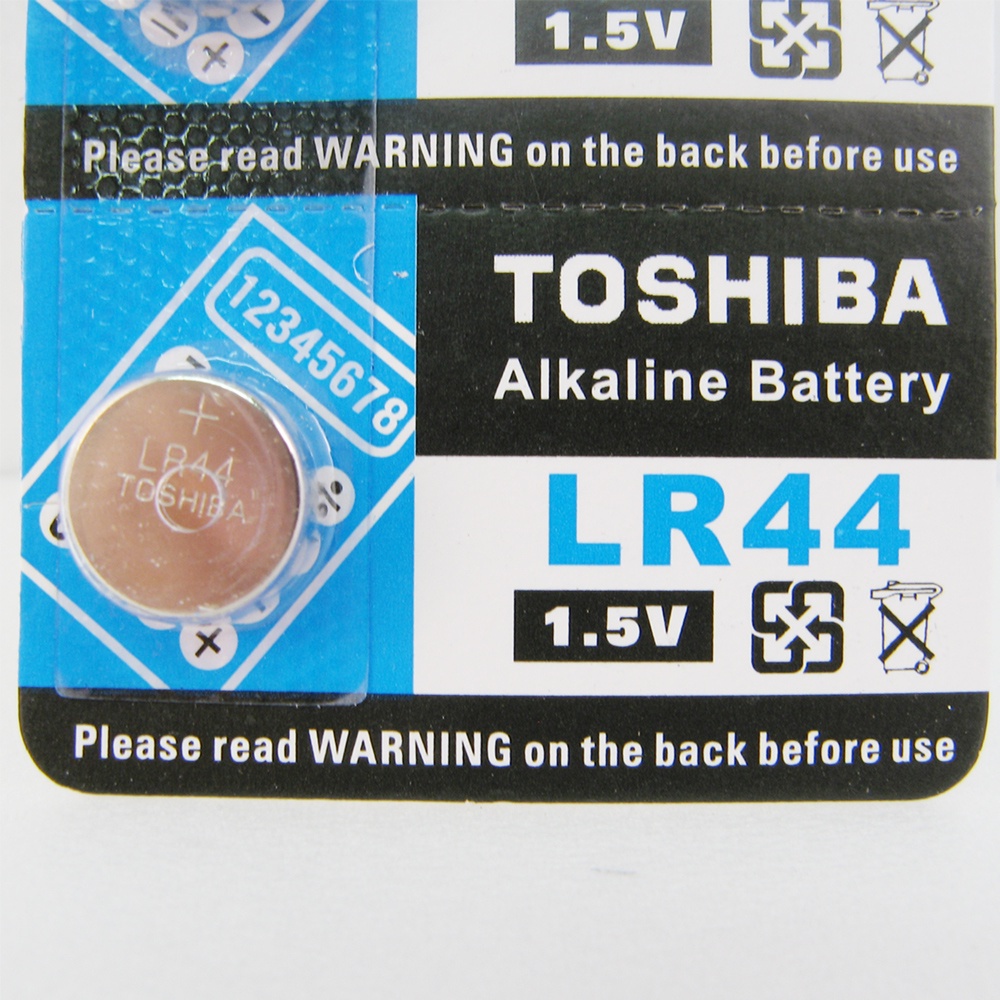 1.5V
Please read WARNING on the back before use
TOSHIBA
Alkaline Battery
12345678
+
LR44
TOSHIBA
%
LR44
1.5V
Please read WARNING on the back before use